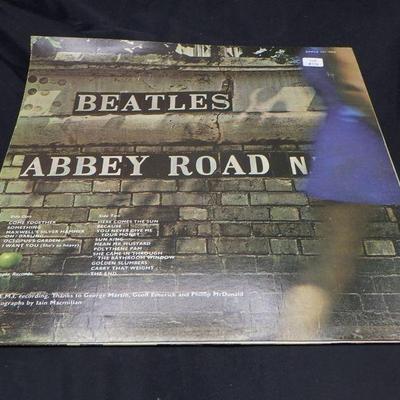 BEATLES
ABBEY ROAD N
Side One
COME TOGETHER
SOMETHING
MAXWELL'S SILVER HAMMER
OH! DARLING
OCTOPUS'S GARDEN
I WANT YOU (She's so heavy)
Side Two
HERE COMES THE SUN
BECAUSE
YOU NEVER GIVE ME
YOUR MONEY
SUN KING
MEAN MR. MUSTARD
POLYTHENE PAM
SHE CAME IN THROUGH
THE BATHROOM WINDOW
GOLDEN SLUMBERS
CARRY THAT WEIGHT
THE END
Records
E.M.I. recording. Thanks to George Martin, Geoff Emerick and Phillip McDonald
ographs by Iain Macmillan